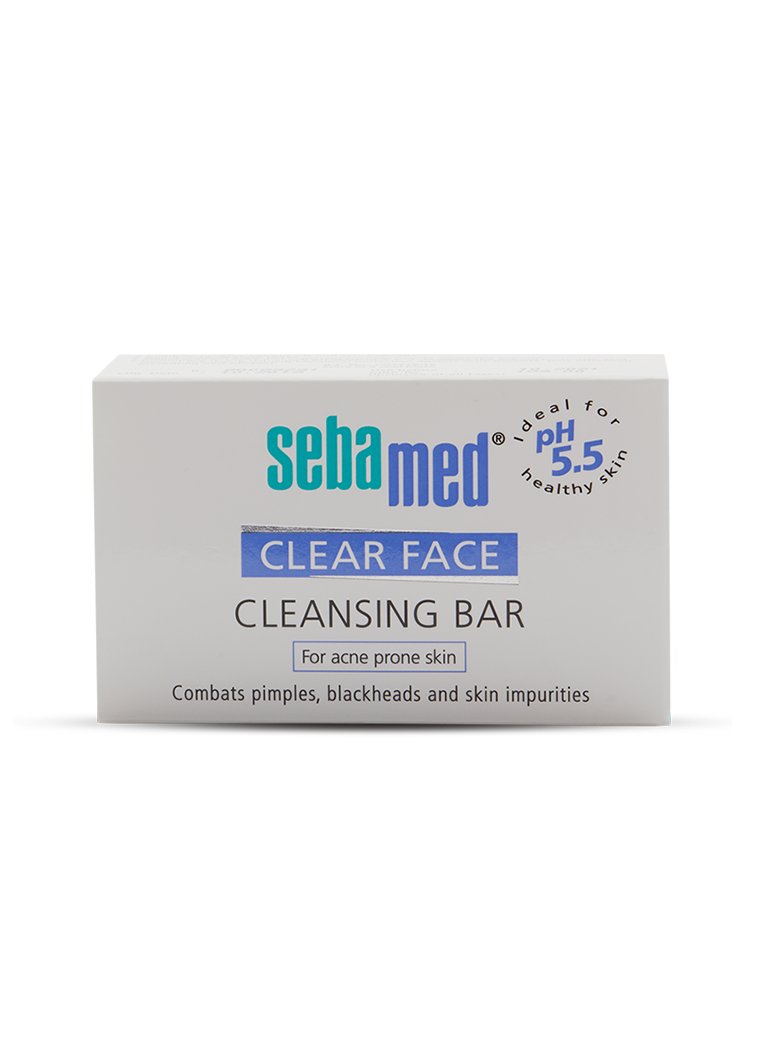 sebamed®
Ideal for
pH
5.5
healthy skin
CLEAR FACE
CLEANSING BAR
For acne prone skin
Combats pimples, blackheads and skin impurities